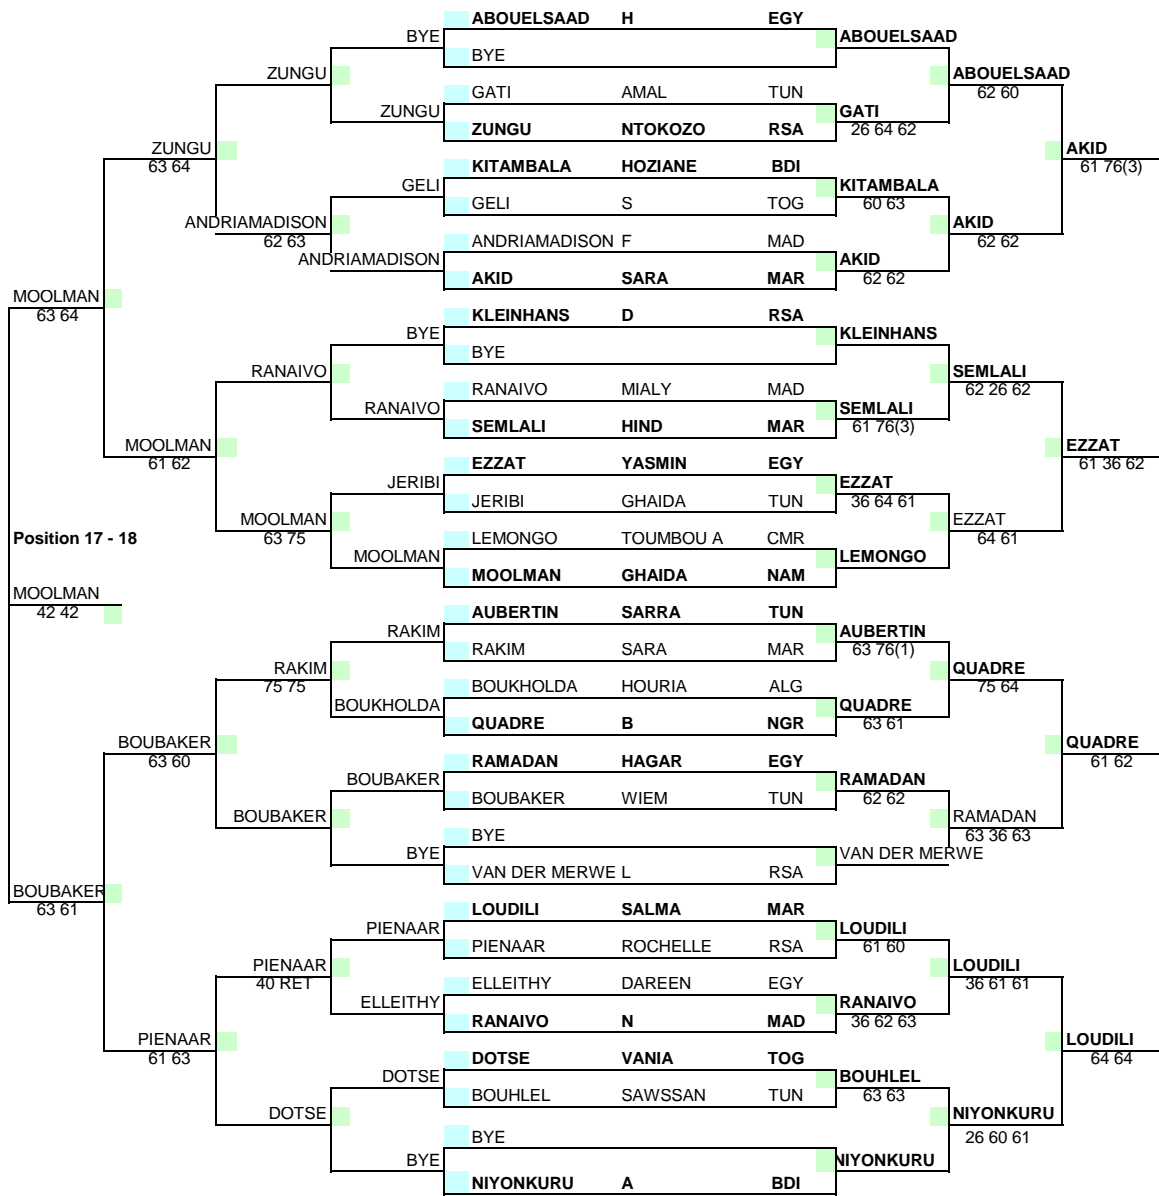 ABOUELSAAD H EGY
BYE ABOUELSAAD
BYE
ZUNGU ABOUELSAAD
GATI AMAL TUN 62 60
ZUNGU GATI
ZUNGU NTOKOZO RSA 26 64 62
ZUNGU AKID
63 64 KITAMBALA HOZIANE BDI 61 76(3)
GELI KITAMBALA
GELI S TOG 60 63
ANDRIAMADISON AKID
62 63 ANDRIAMADISON F MAD 62 62
ANDRIAMADISON AKID
AKID SARA MAR 62 62
MOOLMAN
63 64 KLEINHANS D RSA
BYE KLEINHANS
BYE
RANAIVO SEMLALI
RANAIVO MIALY MAD 62 26 62
RANAIVO SEMLALI
SEMLALI HIND MAR 61 76(3)
MOOLMAN EZZAT
61 62 EZZAT YASMIN EGY 61 36 62
JERIBI EZZAT
JERIBI GHAIDA TUN 36 64 61
MOOLMAN EZZAT
Position 17 - 18 63 75 LEMONGO TOUMBOU A CMR 64 61
MOOLMAN LEMONGO
MOOLMAN GHAIDA NAM
MOOLMAN
42 42 AUBERTIN SARRA TUN
RAKIM AUBERTIN
RAKIM SARA MAR 63 76(1)
RAKIM QUADRE
75 75 BOUKHOLDA HOURIA ALG 75 64
BOUKHOLDA QUADRE
QUADRE B NGR 63 61
BOUBAKER QUADRE
63 60 RAMADAN HAGAR EGY 61 62
BOUBAKER RAMADAN
BOUBAKER WIEM TUN 62 62
BOUBAKER RAMADAN
BYE 63 36 63
BYE VAN DER MERWE
VAN DER MERWE L RSA
BOUBAKER
63 61 LOUDILI SALMA MAR
PIENAAR LOUDILI
PIENAAR ROCHELLE RSA 61 60
PIENAAR LOUDILI
40 RET ELLEITHY DAREEN EGY 36 61 61
ELLEITHY RANAIVO
RANAIVO N MAD 36 62 63
PIENAAR LOUDILI
61 63 DOTSE VANIA TOG 64 64
DOTSE BOUHLEL
BOUHLEL SAWSSAN TUN 63 63
DOTSE NIYONKURU
BYE 26 60 61
BYE NIYONKURU
NIYONKURU A BDI